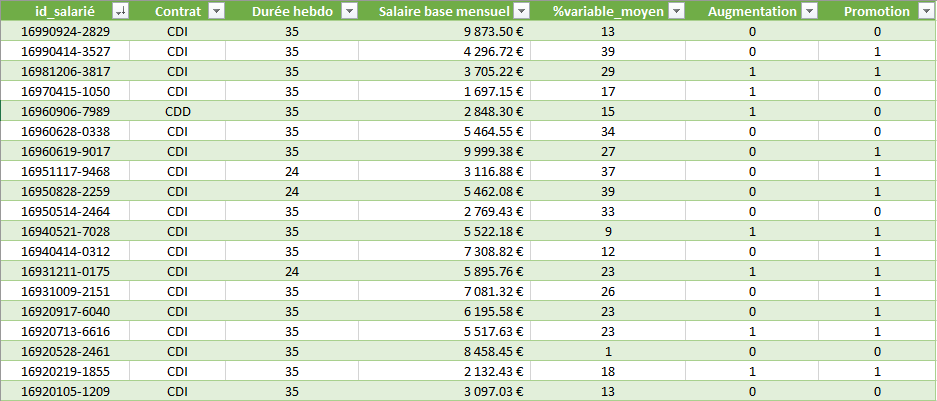 id_salarié Contrat Durée hebdo Salaire base mensuel %variable_moyen Augmentation Promotion
16990924-2829 CDI 35 9 873.50 € 13 0 0
16990414-3527 CDI 35 4 296.72 € 39 0 1
16981206-3817 CDI 35 3 705.22 € 29 1 1
16970415-1050 CDI 35 1 697.15 € 17 1 0
16960906-7989 CDD 35 2 848.30 € 15 1 0
16960628-0338 CDI 35 5 464.55 € 34 0 0
16960619-9017 CDI 35 9 999.38 € 27 0 1
16951117-9468 CDI 24 3 116.88 € 37 0 1
16950828-2259 CDI 24 5 462.08 € 39 0 1
16950514-2464 CDI 35 2 769.43 € 33 0 0
16940521-7028 CDI 35 5 522.18 € 9 1 1
16940414-0312 CDI 35 7 308.82 € 12 0 1
16931211-0175 CDI 24 5 895.76 € 23 1 1
16931009-2151 CDI 35 7 081.32 € 26 0 1
16920917-6040 CDI 35 6 195.58 € 23 0 1
16920713-6616 CDI 35 5 517.63 € 23 1 1
16920528-2461 CDI 35 8 458.45 € 1 0 0
16920219-1855 CDI 35 2 132.43 € 18 1 1
16920105-1209 CDI 35 3 097.03 € 13 0 0